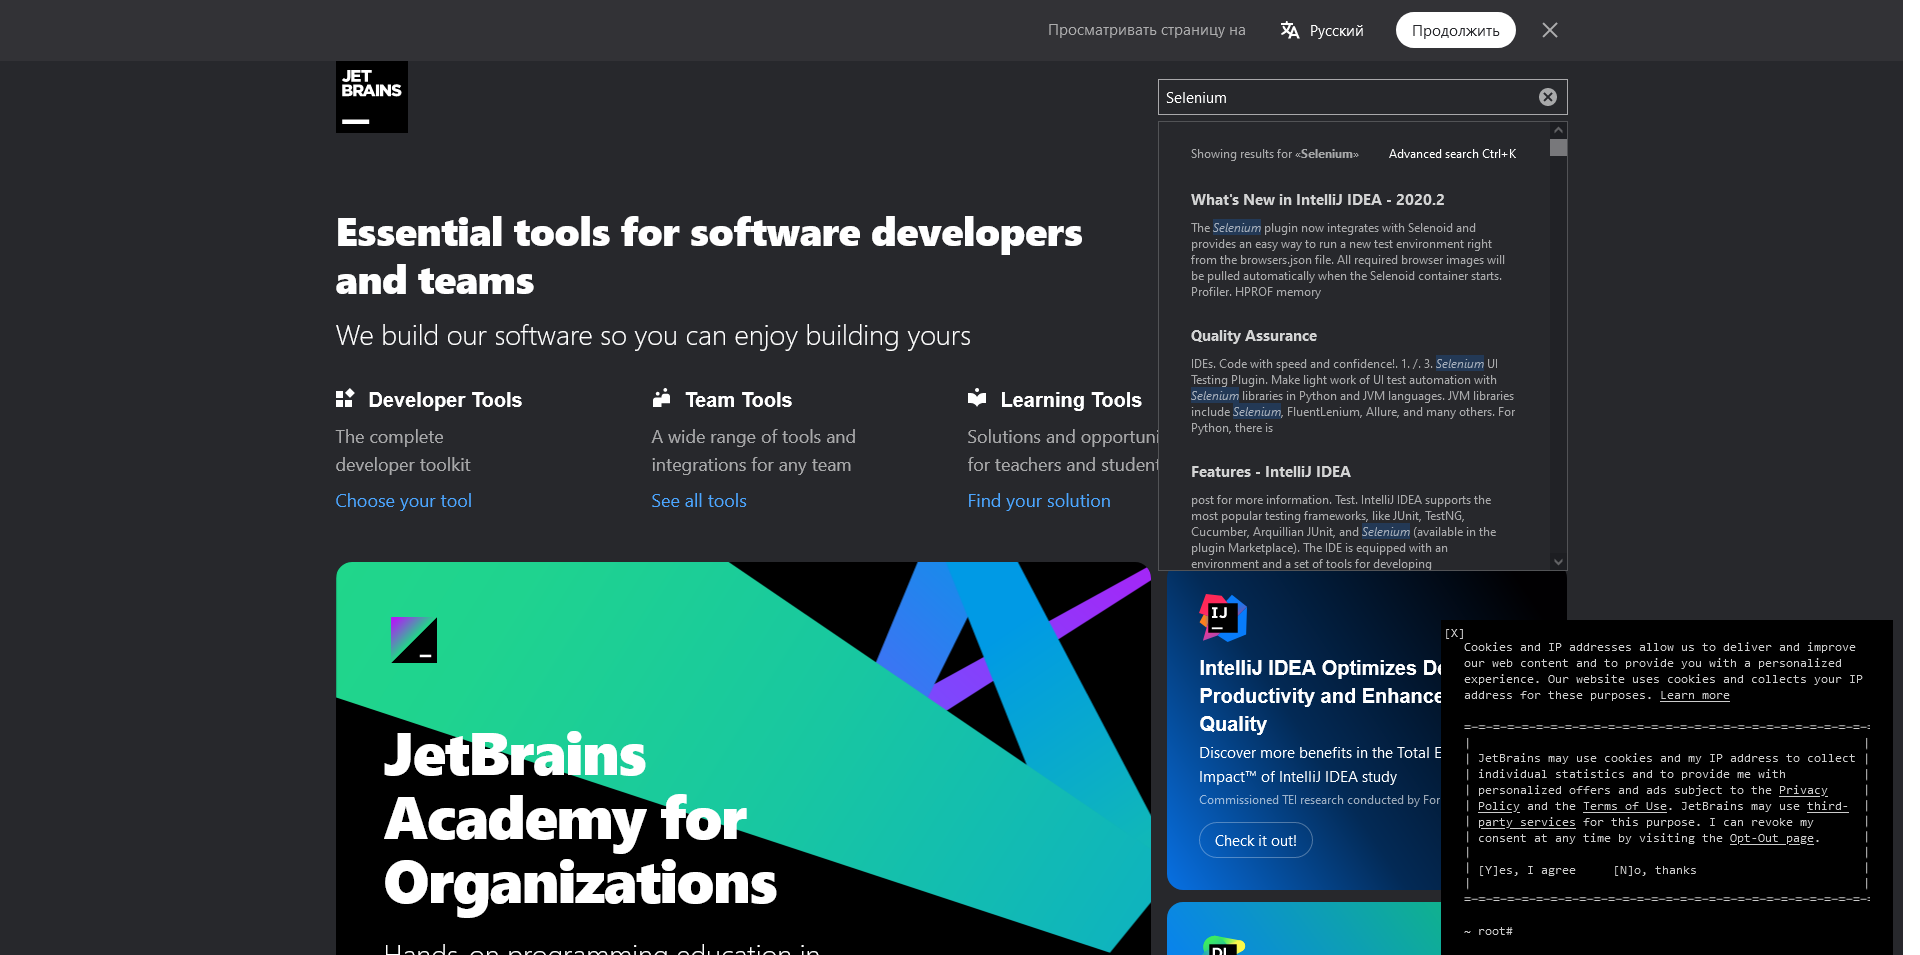 Просматривать страницу на
Русский
Продолжить
JET
BRAINS
Selenium
Showing results for «Selenium»
Advanced search Ctrl+K
What's New in IntelliJ IDEA - 2020.2
The Selenium plugin now integrates with Selenoid and
provides an easy way to run a new test environment right
from the browsers.json file. All required browser images will
be pulled automatically when the Selenoid container starts.
Profiler. HPROF memory
Quality Assurance
IDEs. Code with speed and confidence!. 1. /. 3. Selenium UI
Testing Plugin. Make light work of UI test automation with
Selenium libraries in Python and JVM languages. JVM libraries
include Selenium, FluentLenium, Allure, and many others. For
Python, there is
Features - IntelliJ IDEA
post for more information. Test. IntelliJ IDEA supports the
most popular testing frameworks, like JUnit, TestNG,
Cucumber, Arquillian JUnit, and Selenium (available in the
plugin Marketplace). The IDE is equipped with an
environment and a set of tools for developing
Essential tools for software developers
and teams
We build our software so you can enjoy building yours
Developer Tools
The complete
developer toolkit
Choose your tool
Team Tools
A wide range of tools and
integrations for any team
See all tools
Learning Tools
Solutions and opportuni
for teachers and student
Find your solution
JetBrains
Academy for
Organizations
Hands-on programming education in
IJ
IntelliJ IDEA Optimizes De
Productivity and Enhance
Quality
Discover more benefits in the Total E
Impact™ of IntelliJ IDEA study
Commissioned TEI research conducted by For
Check it out!
[X]
Cookies and IP addresses allow us to deliver and improve
our web content and to provide you with a personalized
experience. Our website uses cookies and collects your IP
address for these purposes. Learn more
JetBrains may use cookies and my IP address to collect
individual statistics and to provide me with
personalized offers and ads subject to the Privacy
Policy and the Terms of Use. JetBrains may use third-
party services for this purpose. I can revoke my
consent at any time by visiting the Opt-Out page.
[Y]es, I agree [N]o, thanks
~ root#